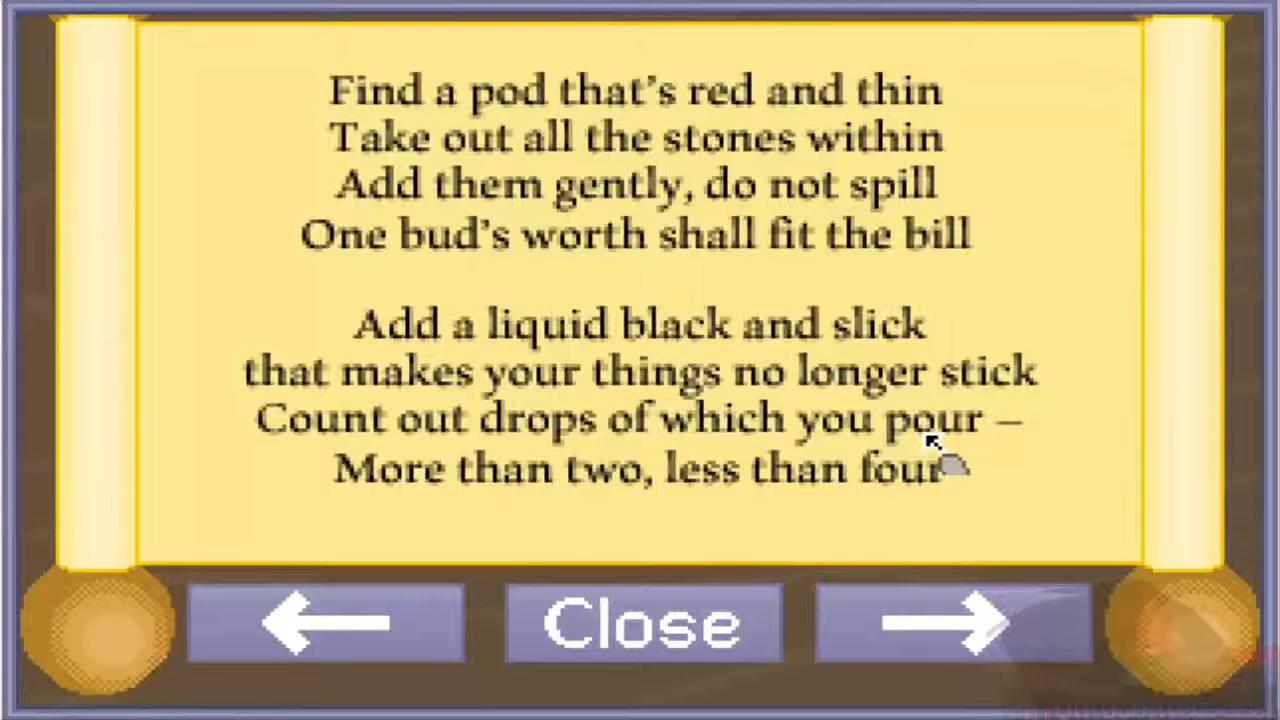 Find a pod that's red and thin
Take out all the stones within
Add them gently, do not spill
One bud's worth shall fit the bill
Add a liquid black and slick
that makes your things no longer stick
Count out drops of which you pour –
More than two, less than four
Close